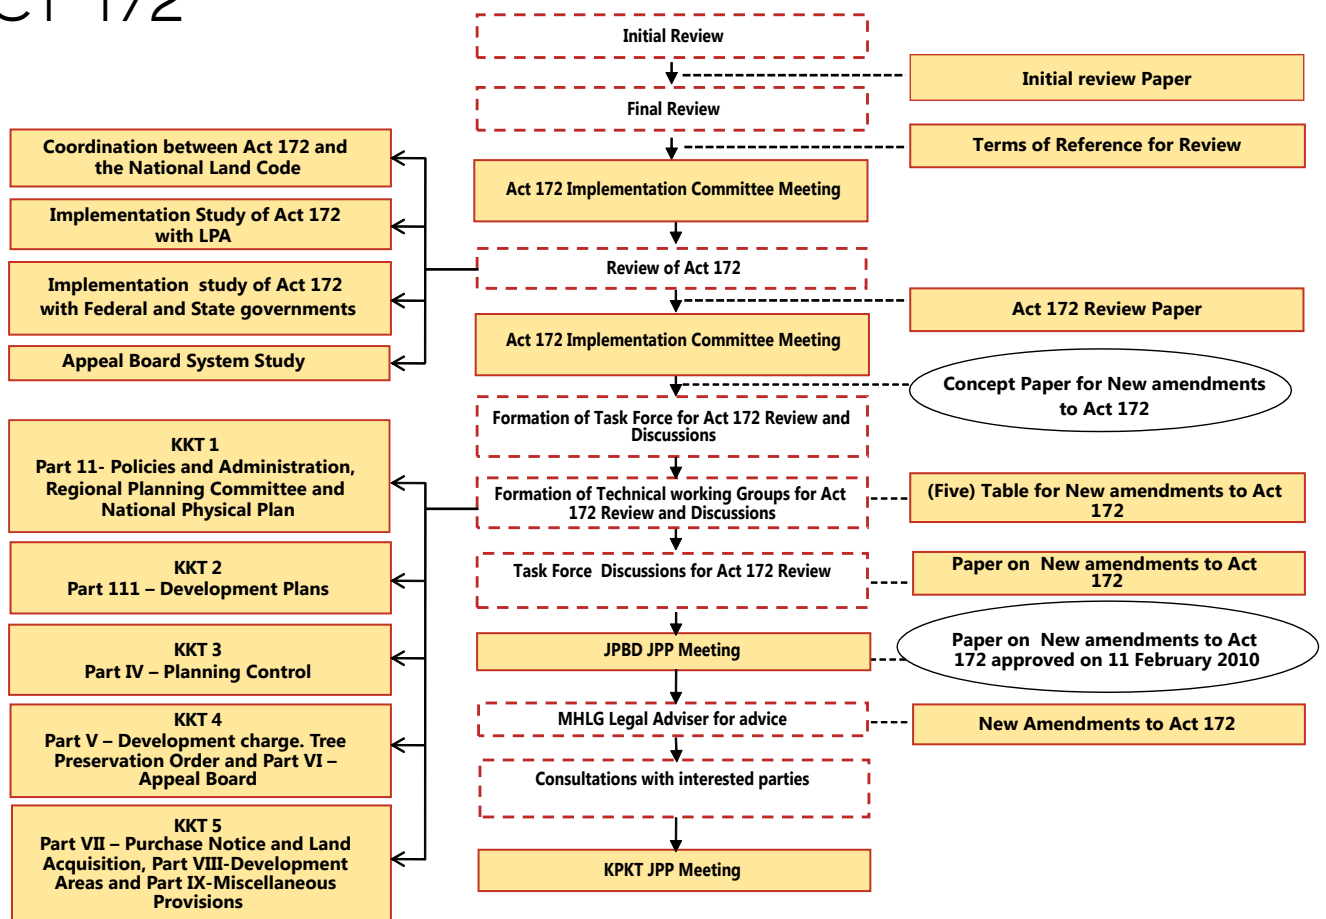 CT 172
Initial Review
Initial review Paper
Final Review
Terms of Reference for Review
Act 172 Implementation Committee Meeting
Review of Act 172
Act 172 Review Paper
Act 172 Implementation Committee Meeting
Concept Paper for New amendments
to Act 172
Formation of Task Force for Act 172 Review and
Discussions
Formation of Technical working Groups for Act
172 Review and Discussions
(Five) Table for New amendments to Act
172
Task Force Discussions for Act 172 Review
Paper on New amendments to Act
172
JPBD JPP Meeting
Paper on New amendments to Act
172 approved on 11 February 2010
MHLG Legal Adviser for advice
New Amendments to Act 172
Consultations with interested parties
KPKT JPP Meeting
Coordination between Act 172 and
the National Land Code
Implementation Study of Act 172
with LPA
Implementation study of Act 172
with Federal and State governments
Appeal Board System Study
KKT 1
Part 11- Policies and Administration,
Regional Planning Committee and
National Physical Plan
KKT 2
Part 111 – Development Plans
KKT 3
Part IV – Planning Control
KKT 4
Part V – Development charge. Tree
Preservation Order and Part VI –
Appeal Board
KKT 5
Part VII – Purchase Notice and Land
Acquisition, Part VIII-Development
Areas and Part IX-Miscellaneous
Provisions